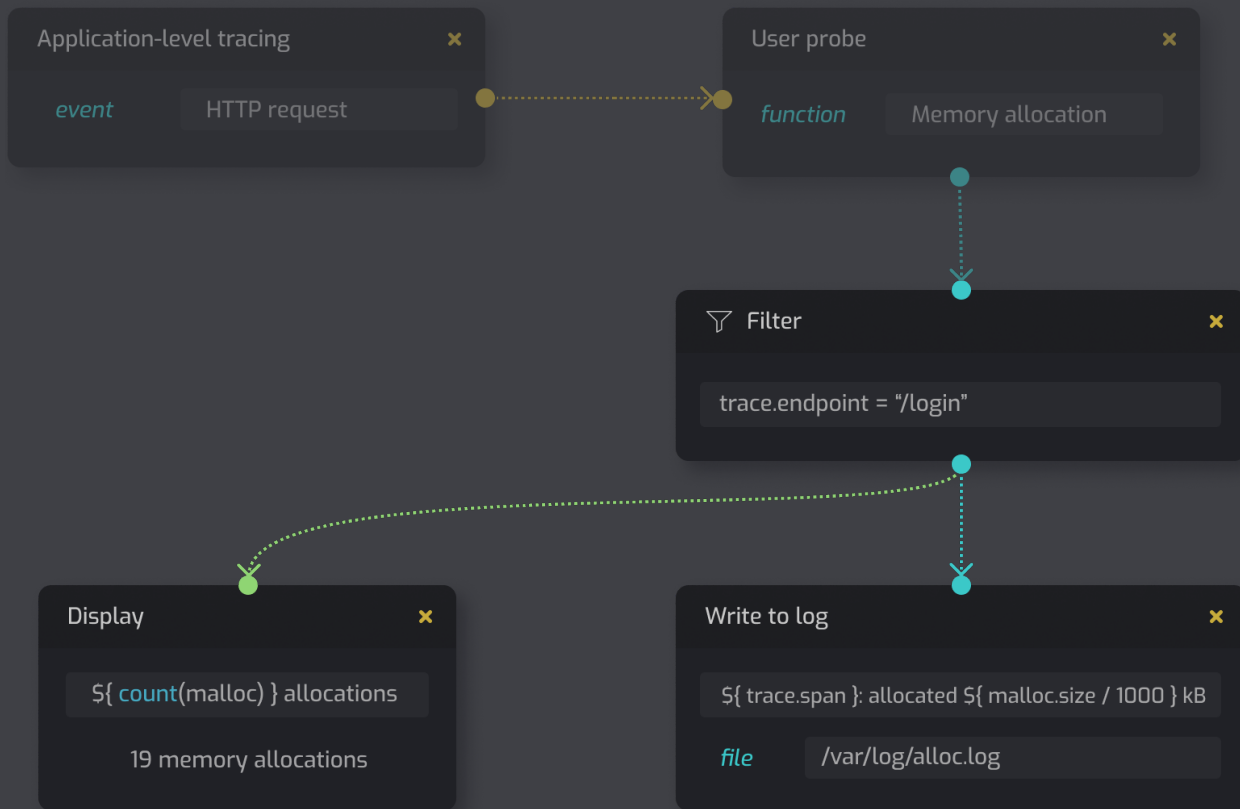 Application-level tracing
event HTTP request
User probe
function Memory allocation
Filter
trace.endpoint = “/login”
Display
${ count(malloc) } allocations
19 memory allocations
Write to log
${ trace.span }: allocated ${ malloc.size / 1000 } kB
file /var/log/alloc.log